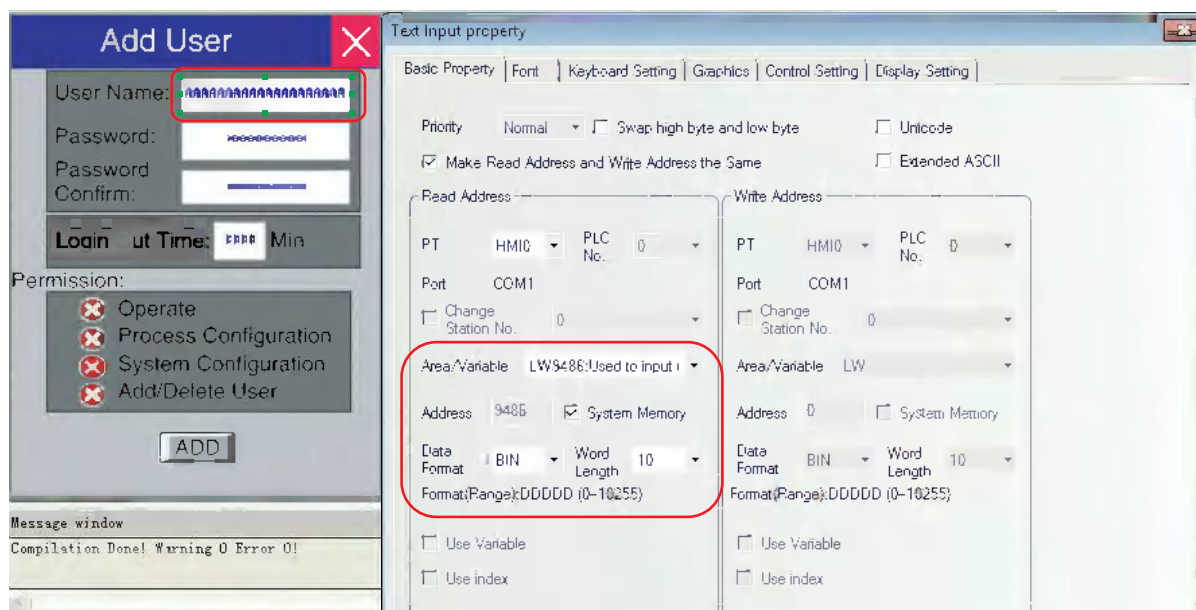 Add User
User Name: AAAAAAAAAAAAAAAAAAAA
Password:
Password
Confirm:
Login ut Time: Min
Permission:
Operate
Process Configuration
System Configuration
Add/Delete User
ADD
Message window
Compilation Done! Warning 0 Error 0!
Text Input property
Basic Property Font Keyboard Setting Graphics Control Setting Display Setting
Priority Normal Swap high byte and low byte Unicode
Make Read Address and Write Address the Same Extended ASCII
Read Address
PT HMI0 PLC No. 0
Port COM1
Change Station No. 0
Area/Variable LW9486:Used to input
Address 9486 System Memory
Data Format BIN Word Length 10
Format(Range):DDDDD (0~10255)
Use Variable
Use index
Write Address
PT HMI0 PLC No. 0
Port COM1
Change Station No. 0
Area/Variable LW
Address 0 System Memory
Data Format BIN Word Length 10
Format(Range):DDDDD (0~10255)
Use Variable
Use index